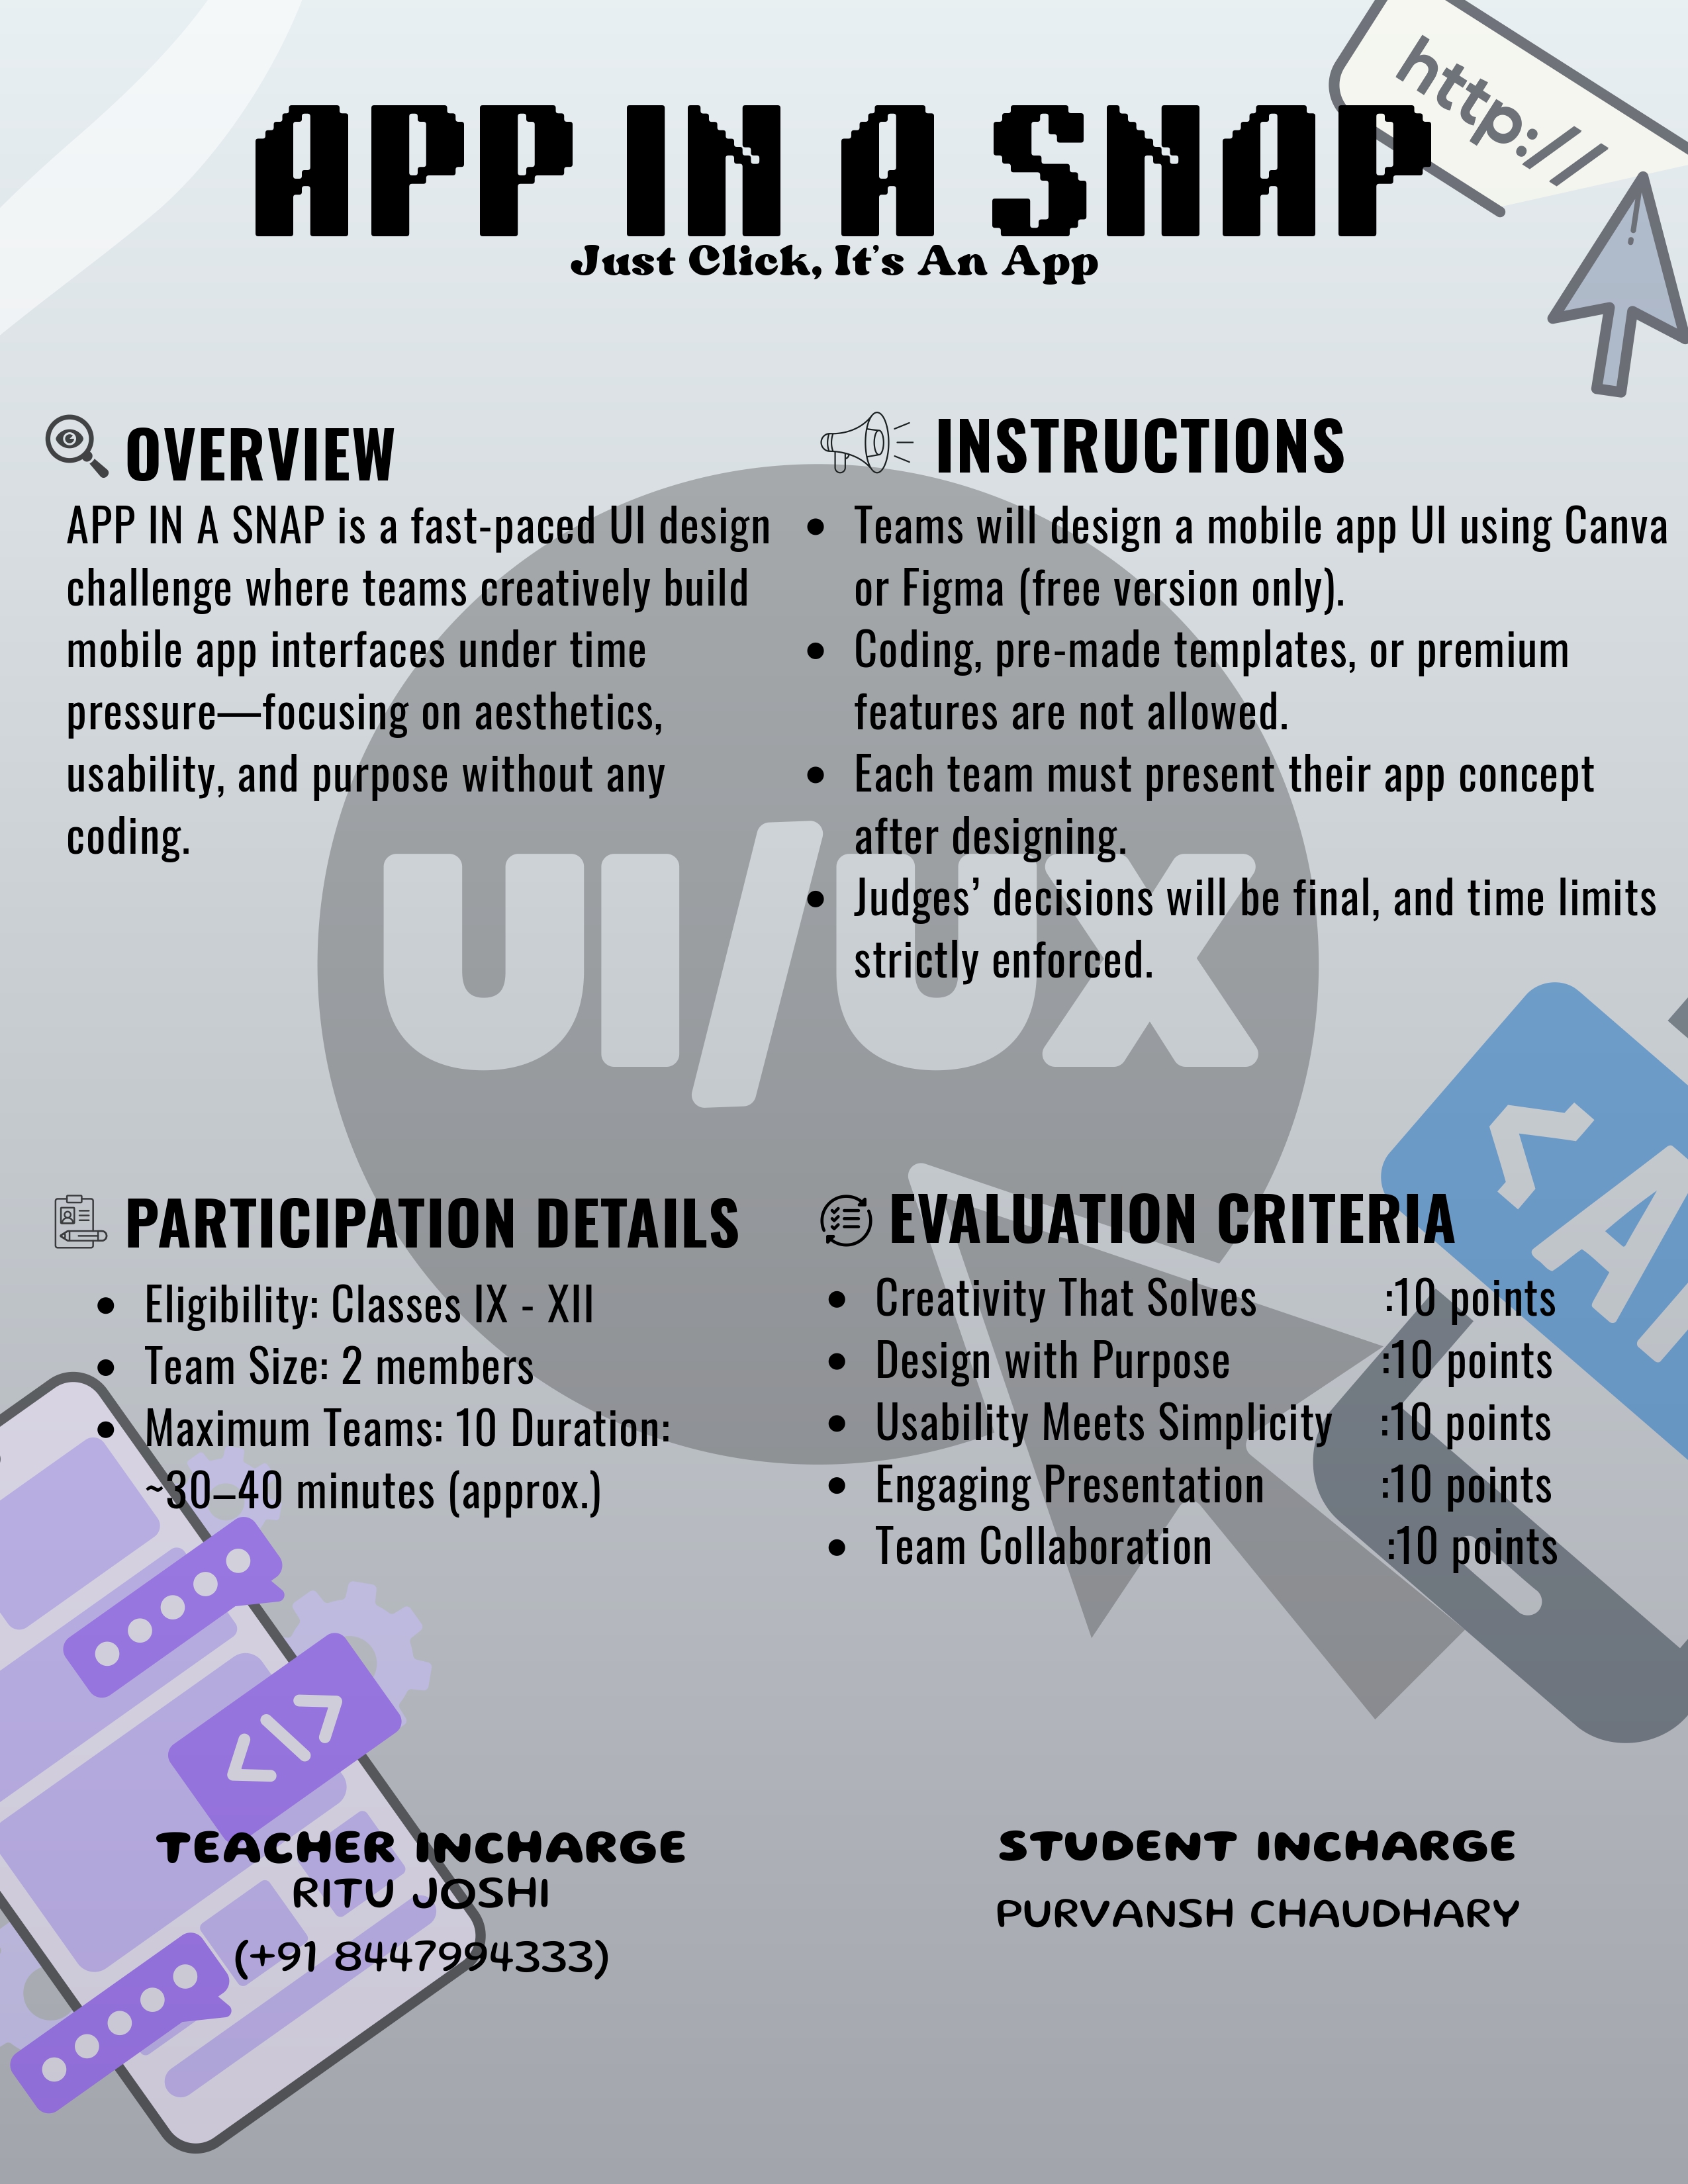 http://
APP IN A SNAP
Just Click, It's An App
OVERVIEW
APP IN A SNAP is a fast-paced UI design
challenge where teams creatively build
mobile app interfaces under time
pressure—focusing on aesthetics,
usability, and purpose without any
coding.
INSTRUCTIONS
• Teams will design a mobile app UI using Canva
or Figma (free version only).
• Coding, pre-made templates, or premium
features are not allowed.
• Each team must present their app concept
after designing.
• Judges’ decisions will be final, and time limits
strictly enforced.
UI/UX
PARTICIPATION DETAILS
• Eligibility: Classes IX - XII
• Team Size: 2 members
• Maximum Teams: 10 Duration:
~30–40 minutes (approx.)
EVALUATION CRITERIA
• Creativity That Solves :10 points
• Design with Purpose :10 points
• Usability Meets Simplicity :10 points
• Engaging Presentation :10 points
• Team Collaboration :10 points
</> 
TEACHER INCHARGE
RITU JOSHI
(+91 8447994333)
STUDENT INCHARGE
PURVANSH CHAUDHARY